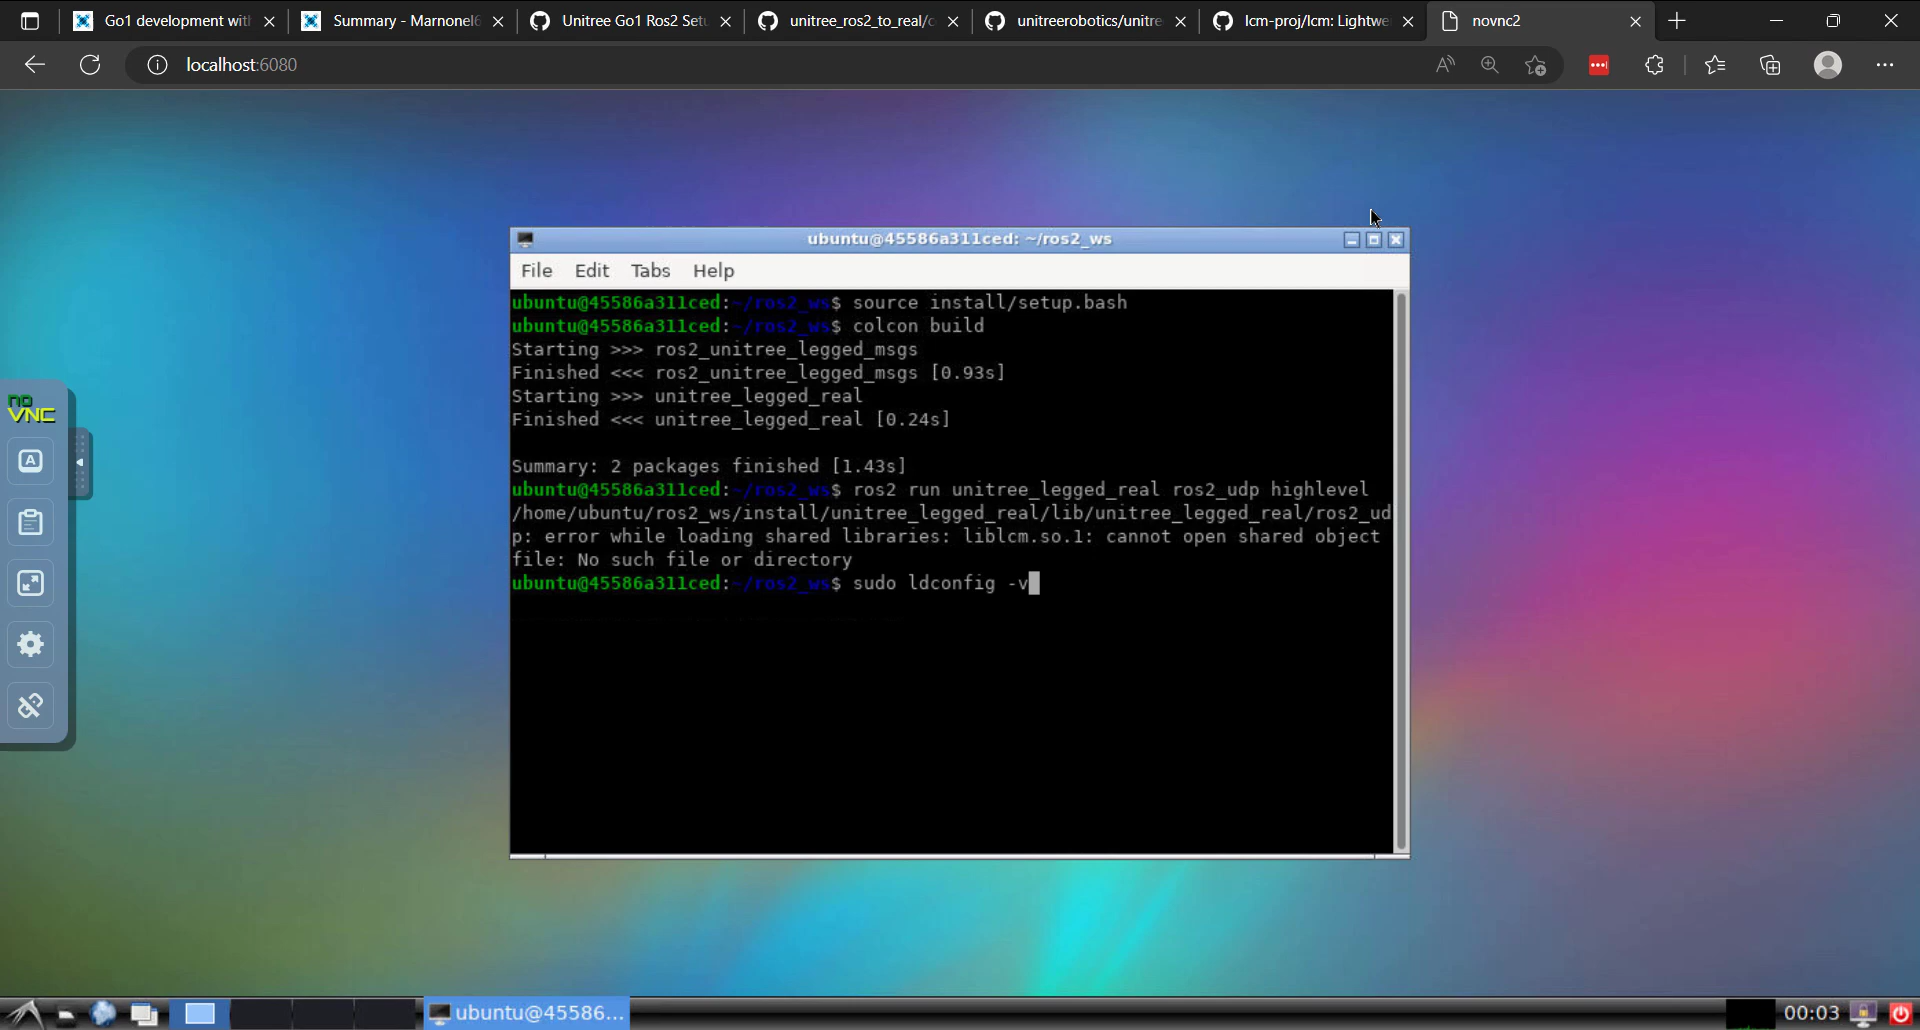 Go1 development wit
Summary - Marnonel6
Unitree Go1 Ros2 Setu
unitree_ros2_to_real/c
unitreerobotics/unitre
lcm-proj/lcm: Lightwe
novnc2
localhost:6080
ubuntu@45586a311ced: ~/ros2_ws
File Edit Tabs Help
ubuntu@45586a311ced:~/ros2_ws$ source install/setup.bash
ubuntu@45586a311ced:~/ros2_ws$ colcon build
Starting >>> ros2_unitree_legged_msgs
Finished <<< ros2_unitree_legged_msgs [0.93s]
Starting >>> unitree_legged_real
Finished <<< unitree_legged_real [0.24s]
Summary: 2 packages finished [1.43s]
ubuntu@45586a311ced:~/ros2_ws$ ros2 run unitree_legged_real ros2_udp highlevel
/home/ubuntu/ros2_ws/install/unitree_legged_real/lib/unitree_legged_real/ros2_ud
p: error while loading shared libraries: liblcm.so.1: cannot open shared object
file: No such file or directory
ubuntu@45586a311ced:~/ros2_ws$ sudo ldconfig -v
no
VNC
A
ubuntu@45586...
00:03